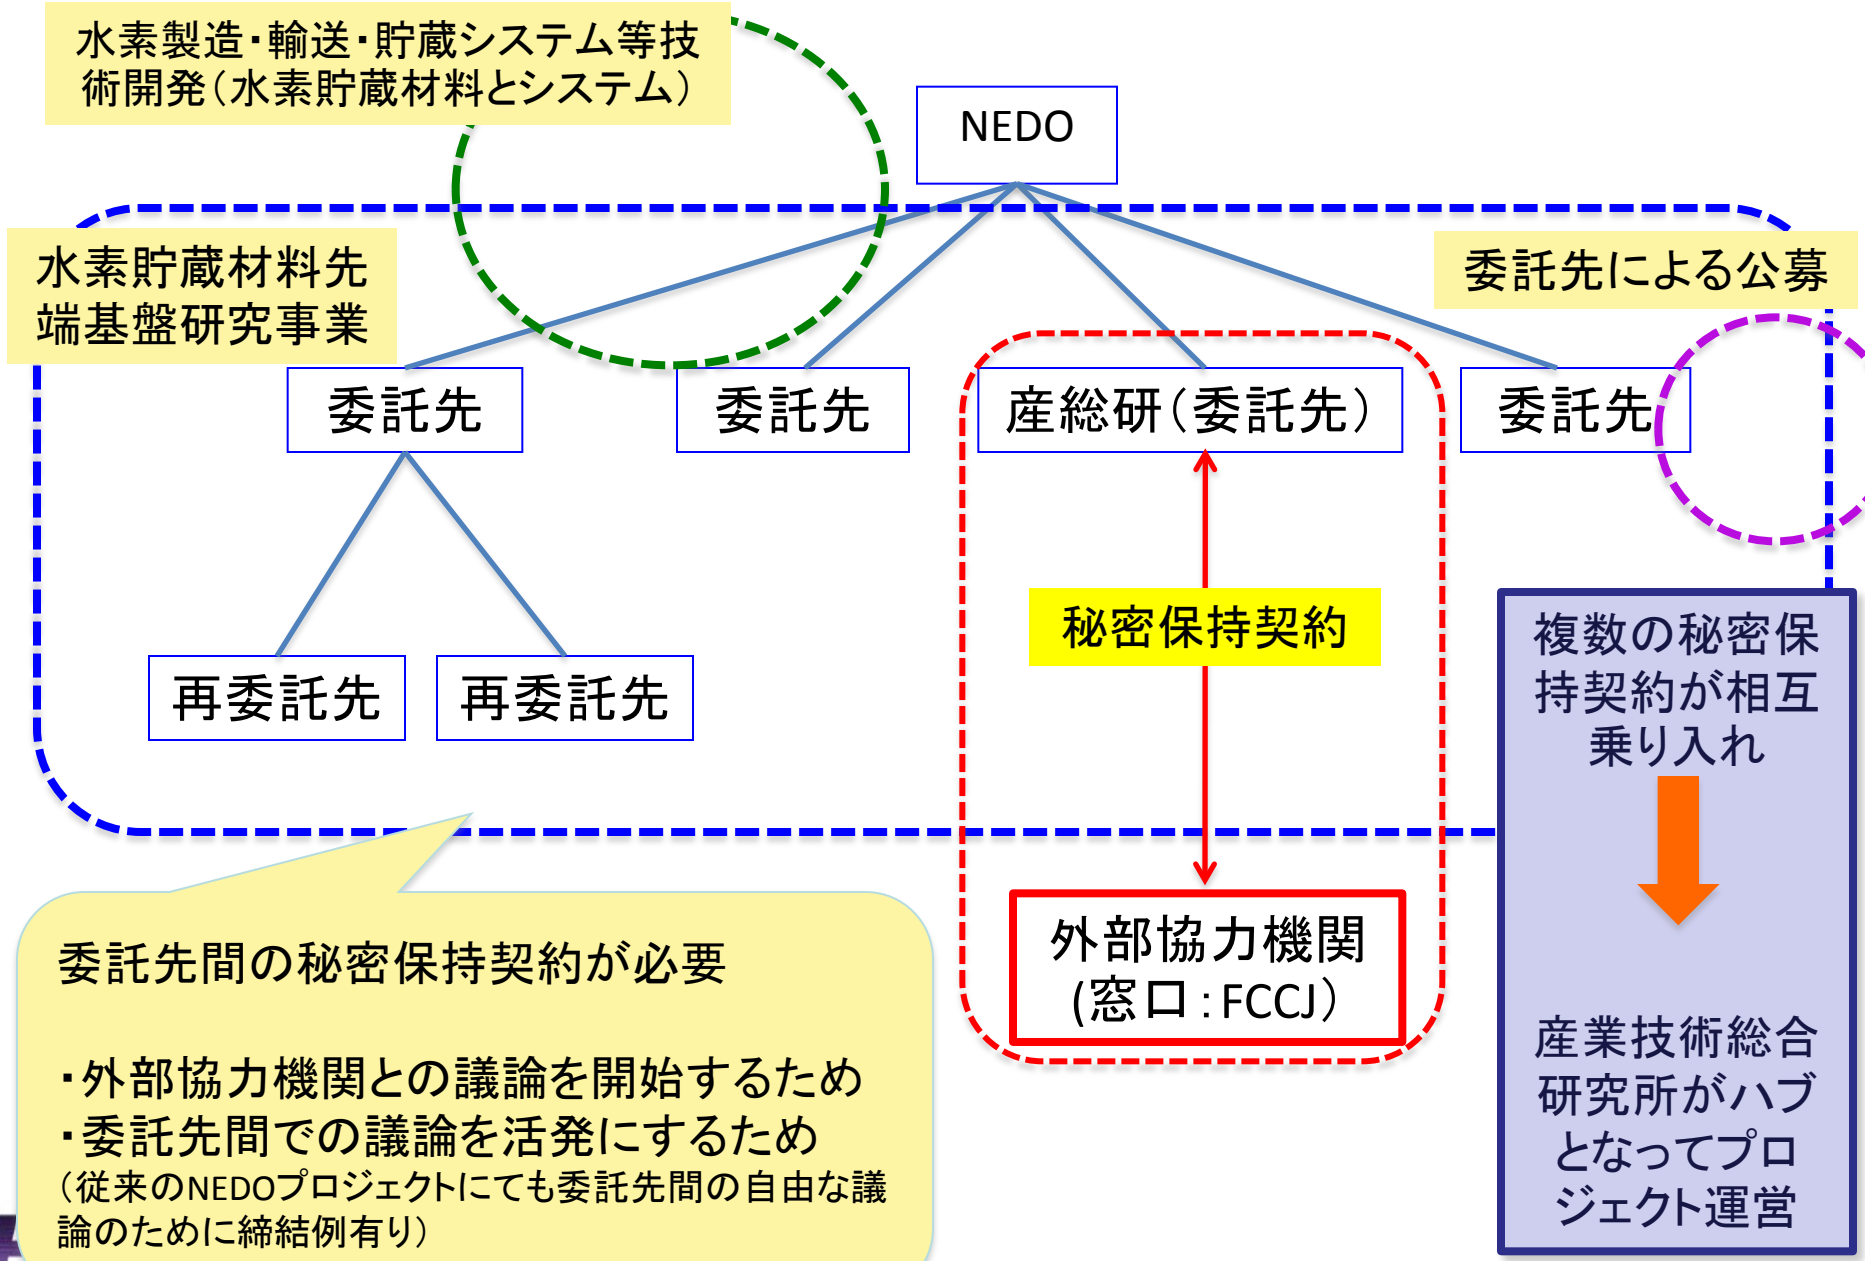 水素製造・輸送・貯蔵システム等技
術開発（水素貯蔵材料とシステム）
NEDO
水素貯蔵材料先
端基盤研究事業
委託先による公募
委託先
委託先
産総研（委託先）
委託先
秘密保持契約
再委託先
再委託先
複数の秘密保
持契約が相互
乗り入れ
外部協力機関
(窓口：FCCJ）
委託先間の秘密保持契約が必要
・外部協力機関との議論を開始するため
・委託先間での議論を活発にするため
（従来のNEDOプロジェクトにても委託先間の自由な議
論のために締結例有り）
産業技術総合
研究所がハブ
となってプロ
ジェクト運営